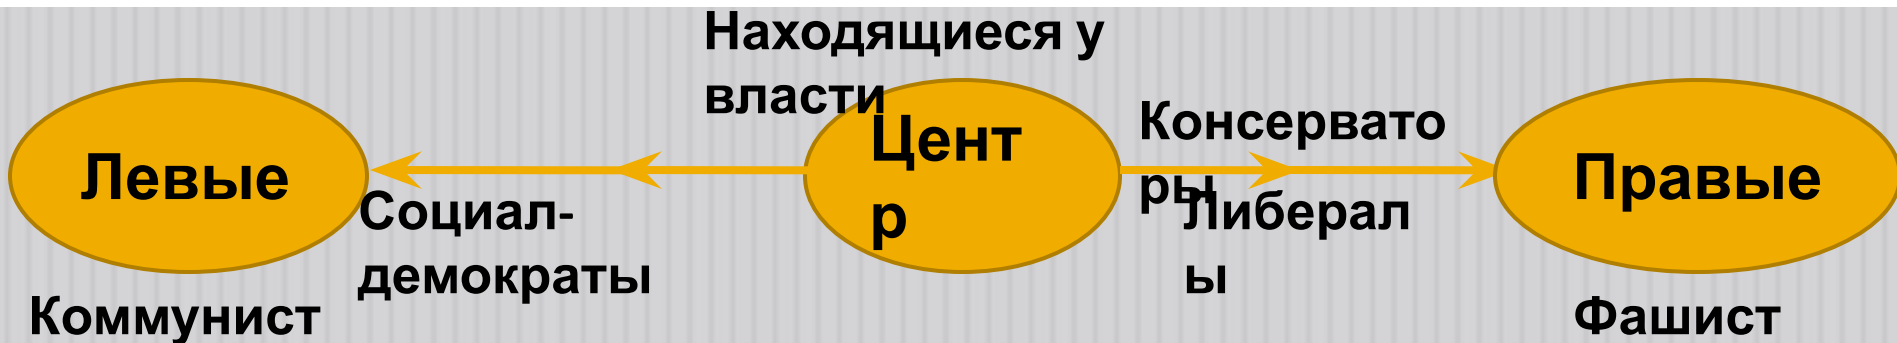 Находящиеся у
власти
Левые
Цент
р
Консервато
ры
Правые
Социал-
демократы
Либерал
ы
Коммунист
Фашист